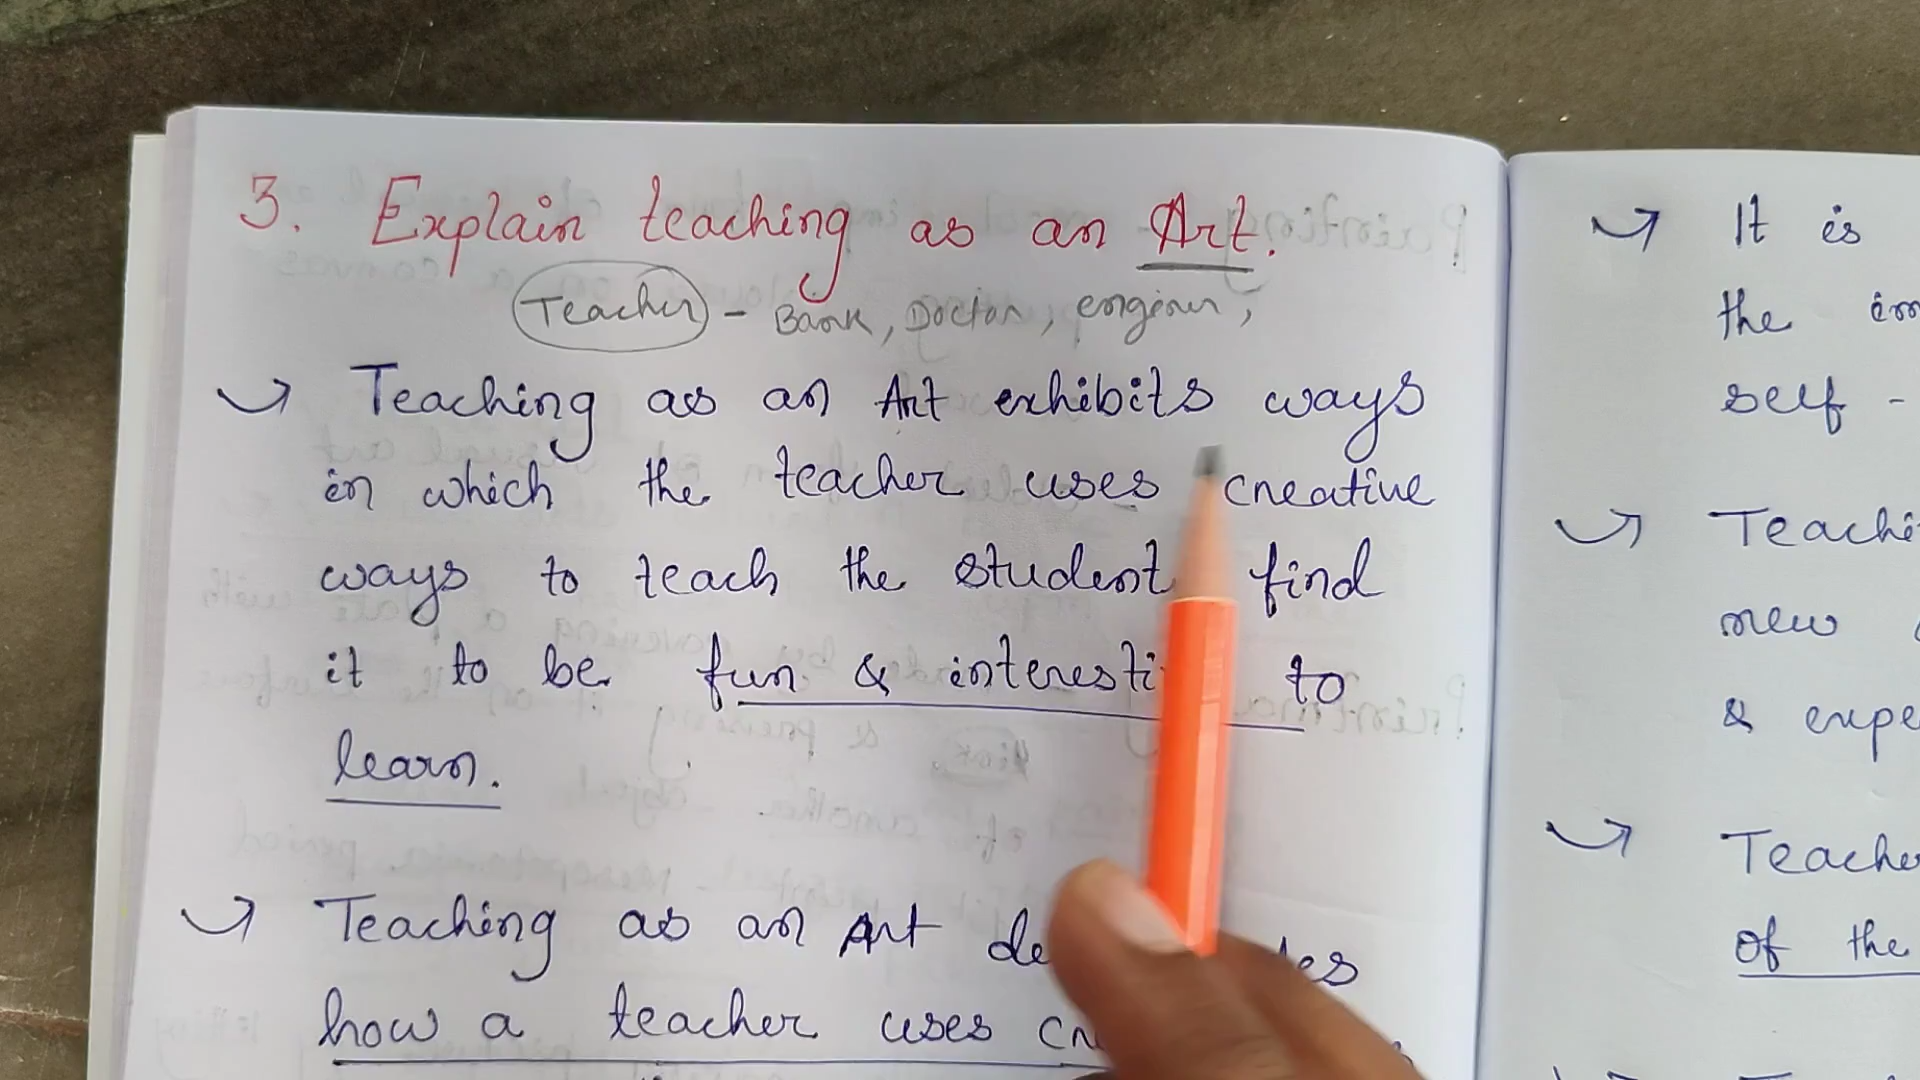 3. Explain teaching as an Art.
Teacher - Bank, Doctor, enginer,
Teaching as an Art exhibits ways
in which the teacher uses creative
ways to teach the student find
it to be fun & interesti to
learn.
Teaching as an Art
how a teacher uses
It is
the
self -
Teachi
new
& expe
Teache
of the